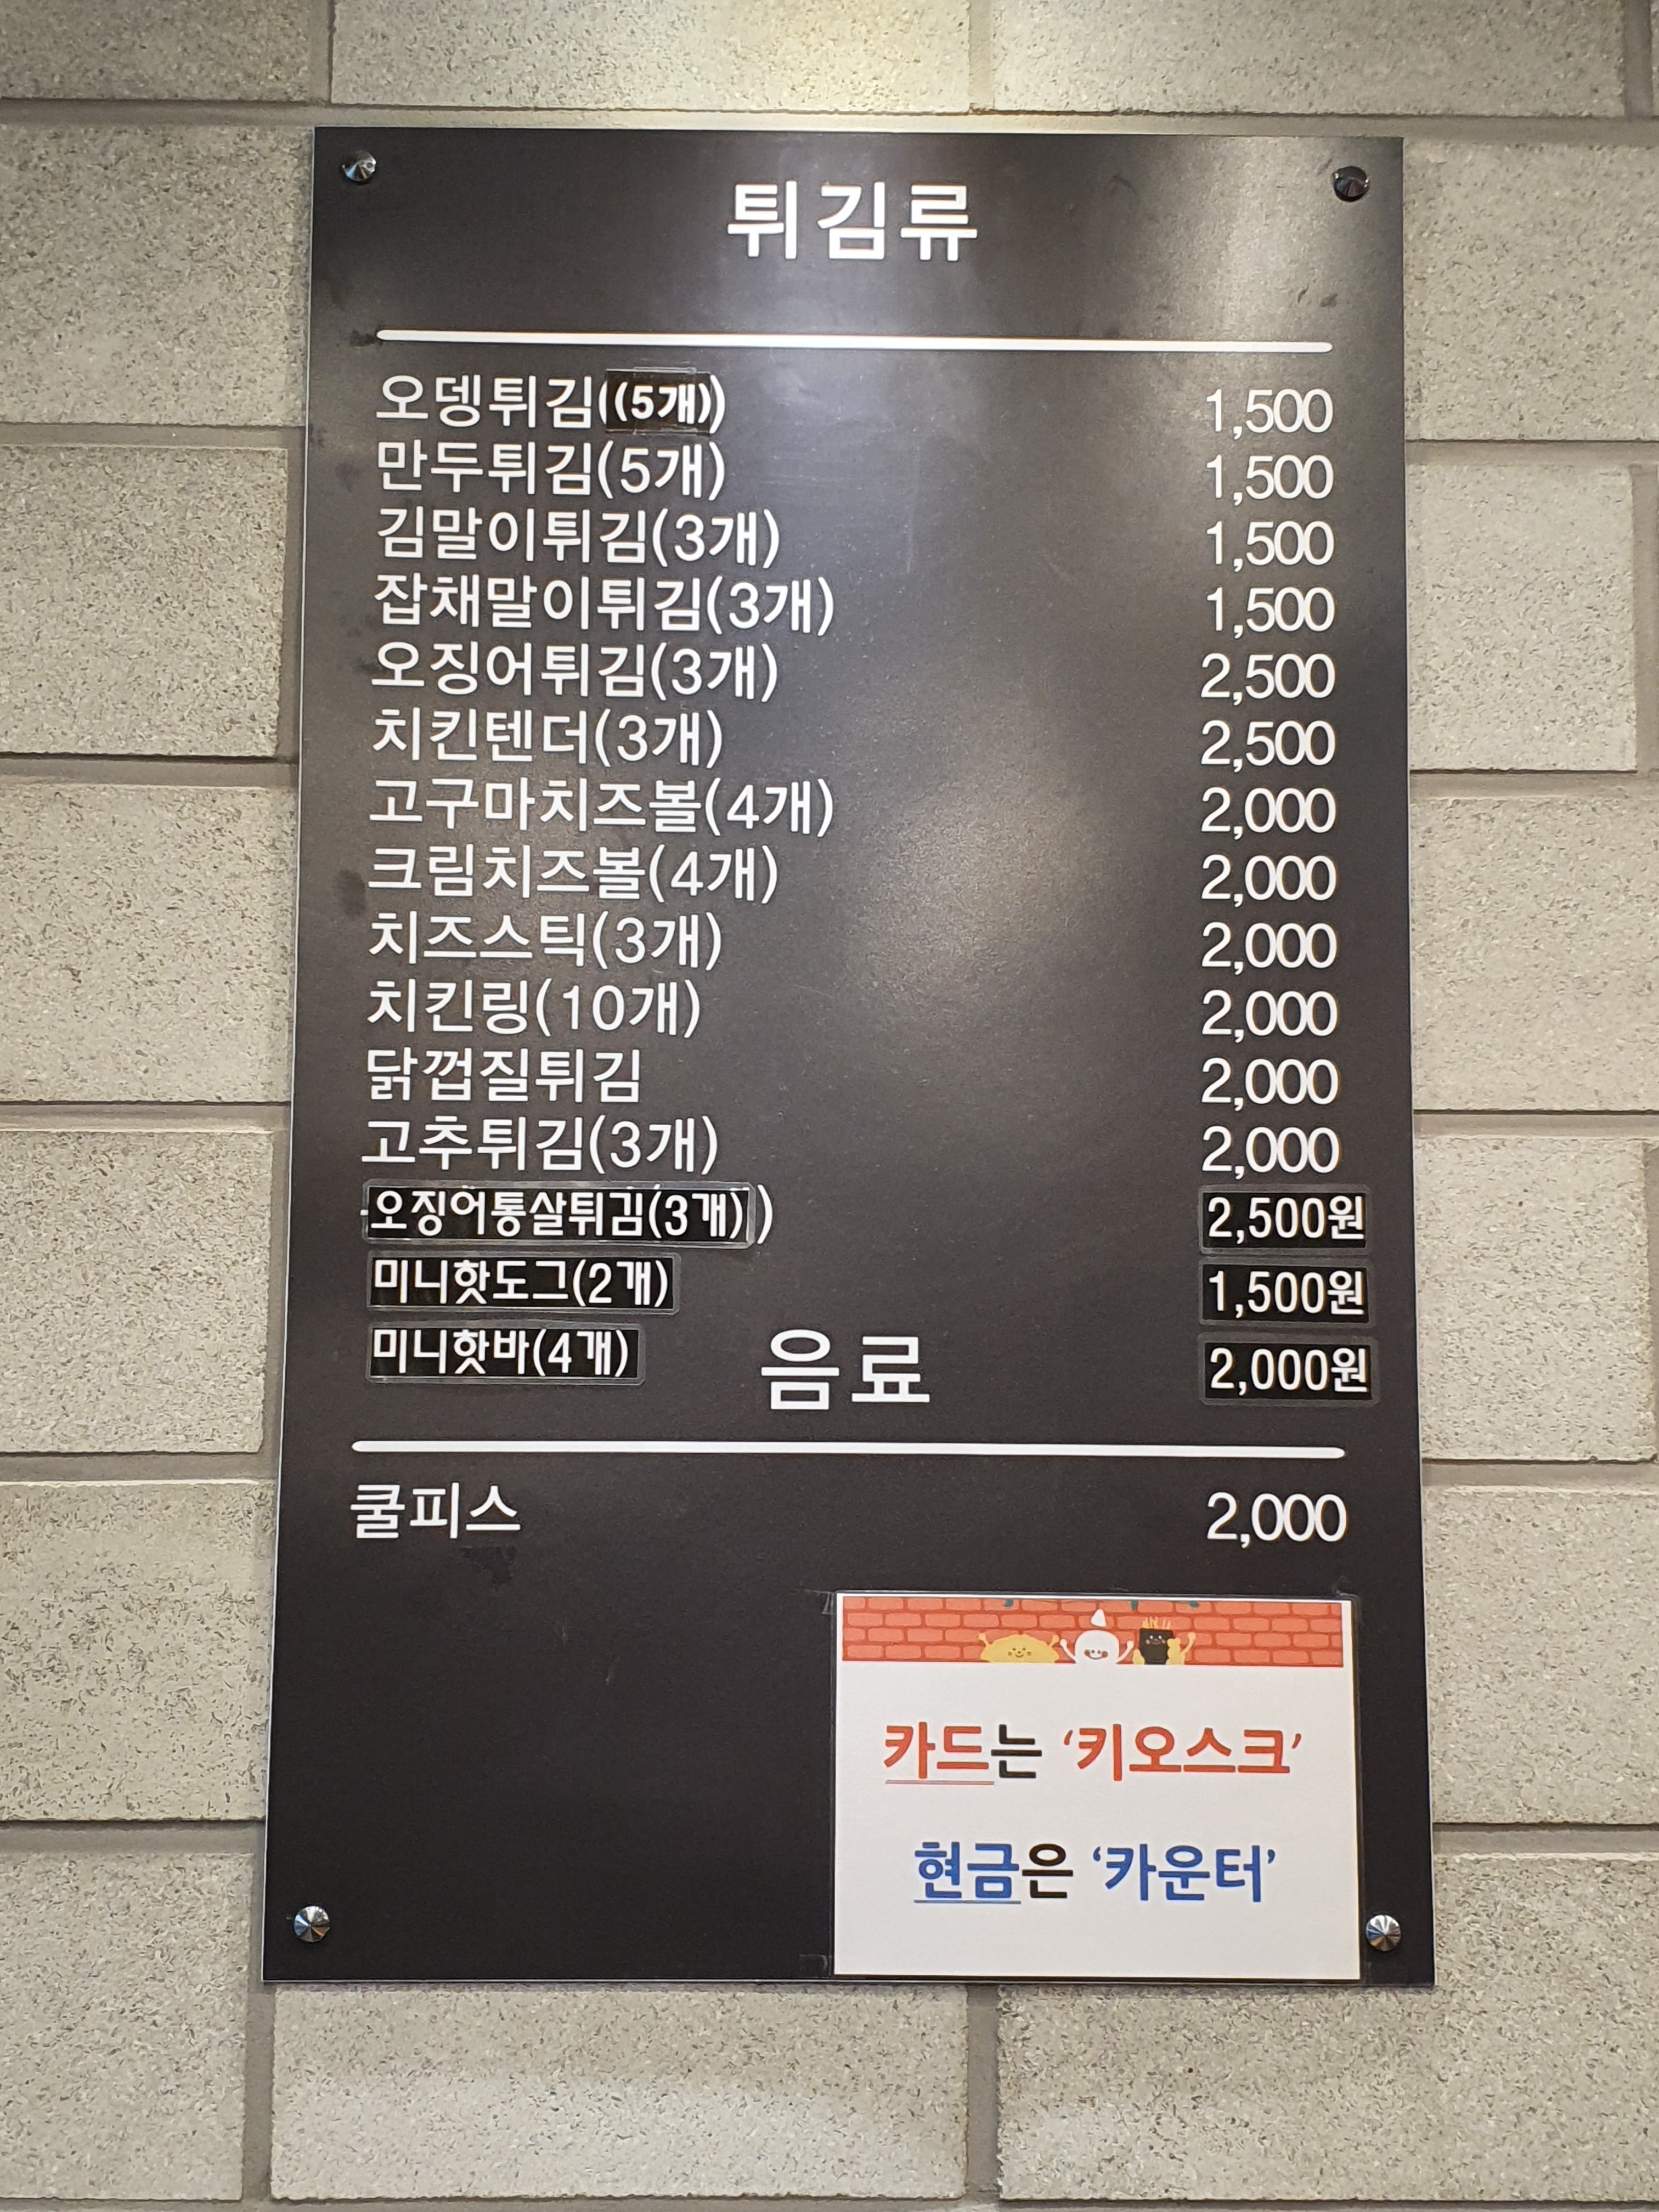 튀김류
오뎅튀김((5개)) 1,500
만두튀김(5개) 1,500
김말이튀김(3개) 1,500
잡채말이튀김(3개) 1,500
오징어튀김(3개) 2,500
치킨텐더(3개) 2,500
고구마치즈볼(4개) 2,000
크림치즈볼(4개) 2,000
치즈스틱(3개) 2,000
치킨링(10개) 2,000
닭껍질튀김 2,000
고추튀김(3개) 2,000
오징어통살튀김(3개)) 2,500원
미니핫도그(2개) 1,500원
미니핫바(4개) 2,000원
음료
쿨피스 2,000
카드는 ‘키오스크’
현금은 ‘카운터’